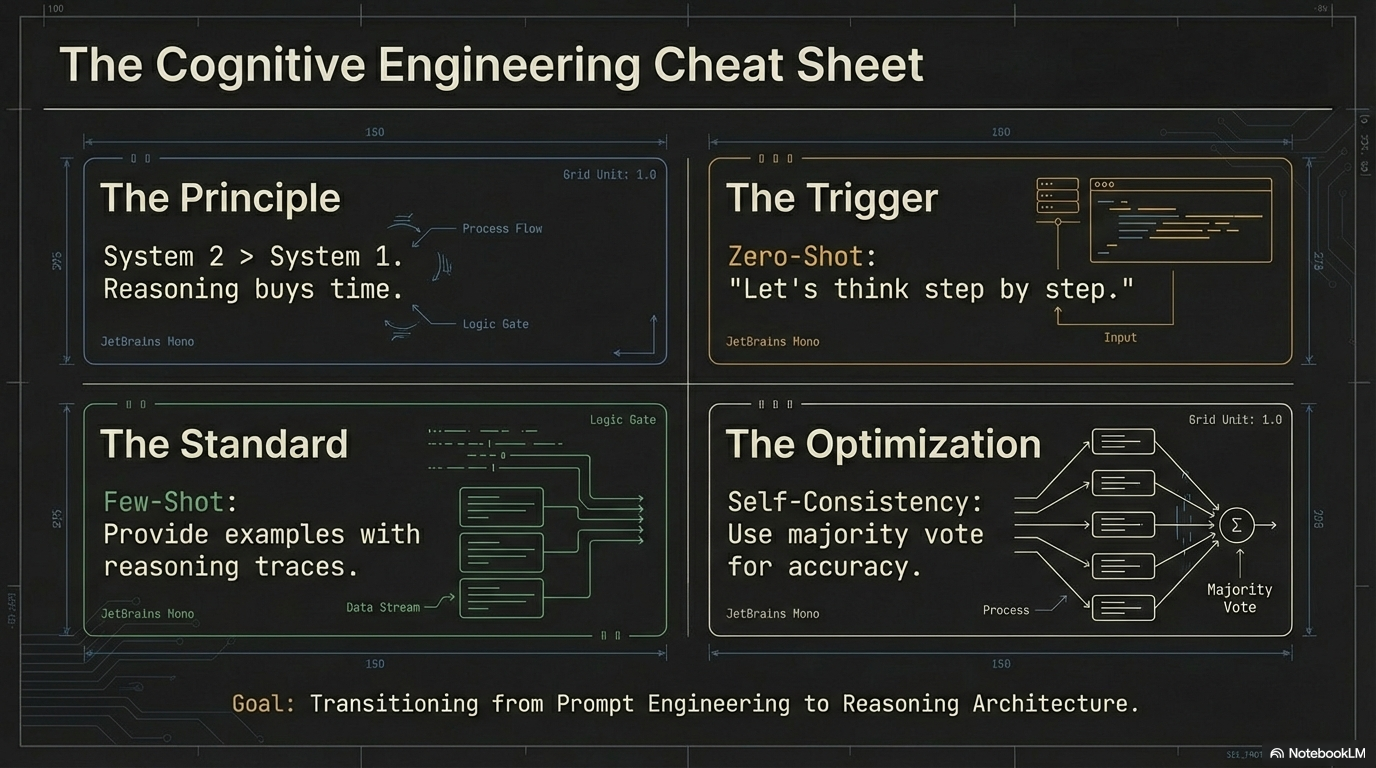 100
The Cognitive Engineering Cheat Sheet
150
The Principle
Grid Unit: 1.0
Process Flow
System 2 > System 1.
Reasoning buys time.
Logic Gate
JetBrains Mono
180
The Trigger
Zero-Shot:
"Let's think step by step."
Input
JetBrains Mono
The Standard
Logic Gate
Few-Shot:
Provide examples with
reasoning traces.
Data Stream
JetBrains Mono
150
The Optimization
Grid Unit: 1.0
Self-Consistency:
Use majority vote
for accuracy.
Σ
Majority
Vote
Process
JetBrains Mono
150
Goal: Transitioning from Prompt Engineering to Reasoning Architecture.
NotebookLM